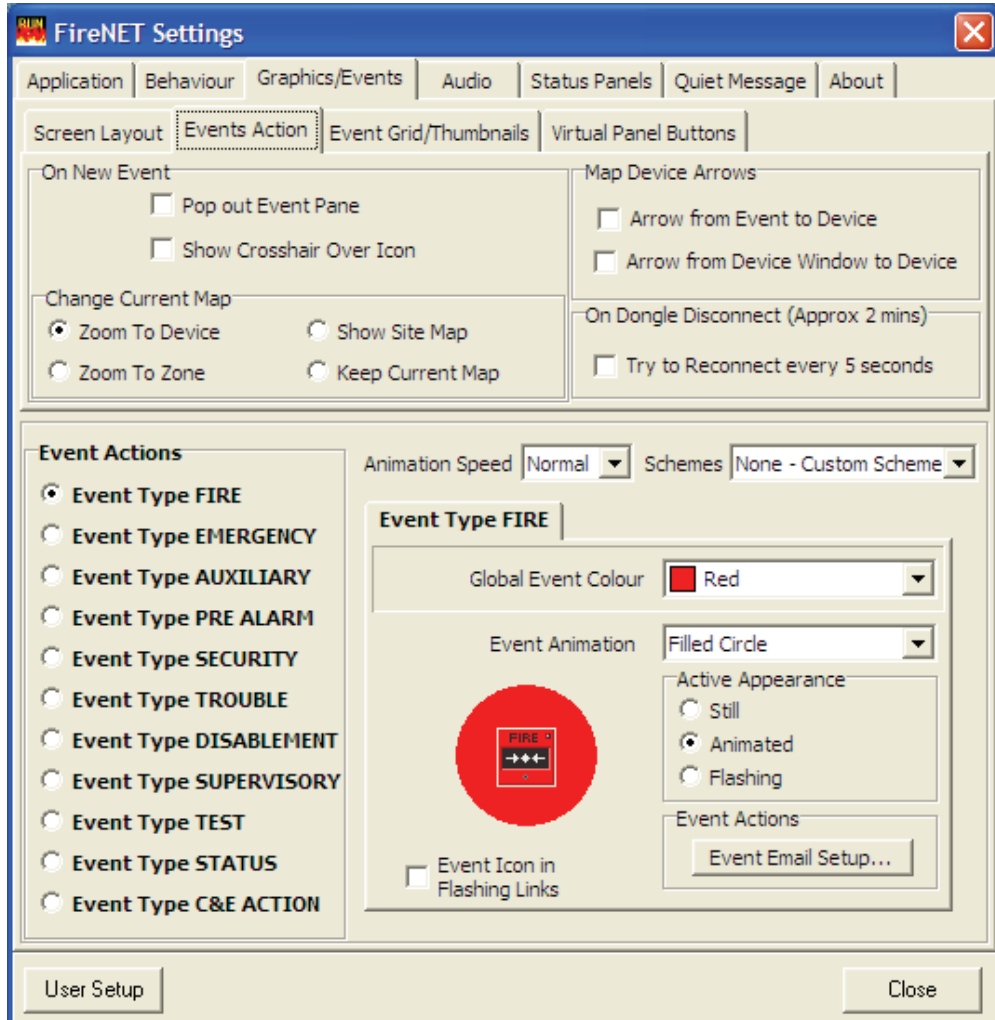 RUN
FireNET Settings
Application Behaviour Graphics/Events Audio Status Panels Quiet Message About
Screen Layout Events Action Event Grid/Thumbnails Virtual Panel Buttons
On New Event
Pop out Event Pane
Show Crosshair Over Icon
Change Current Map
Zoom To Device Show Site Map
Zoom To Zone Keep Current Map
Map Device Arrows
Arrow from Event to Device
Arrow from Device Window to Device
On Dongle Disconnect (Approx 2 mins)
Try to Reconnect every 5 seconds
Event Actions
Event Type FIRE
Event Type EMERGENCY
Event Type AUXILIARY
Event Type PRE ALARM
Event Type SECURITY
Event Type TROUBLE
Event Type DISABLEMENT
Event Type SUPERVISORY
Event Type TEST
Event Type STATUS
Event Type C&E ACTION
Animation Speed Normal Schemes None - Custom Scheme
Event Type FIRE
Global Event Colour Red
Event Animation Filled Circle
FIRE
Active Appearance
Still
Animated
Flashing
Event Actions
Event Email Setup...
Event Icon in
Flashing Links
User Setup Close